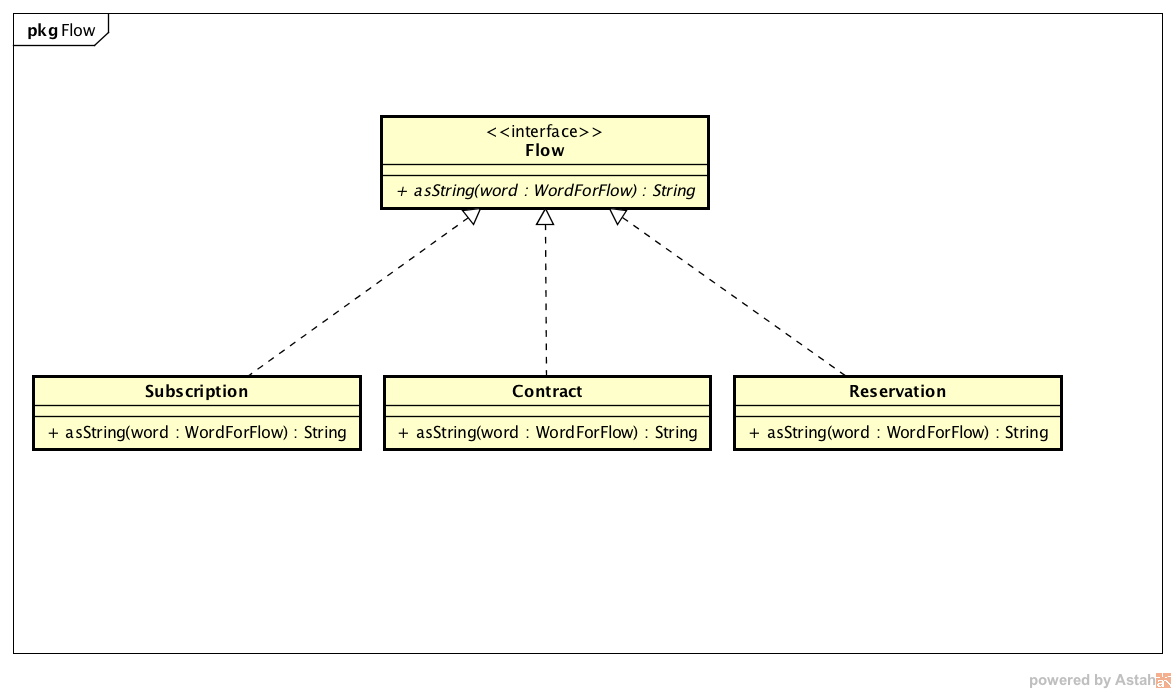 pkg Flow
<<interface>>
Flow
+ asString(word : WordForFlow) : String
Subscription
+ asString(word : WordForFlow) : String
Contract
+ asString(word : WordForFlow) : String
Reservation
+ asString(word : WordForFlow) : String
powered by Astah